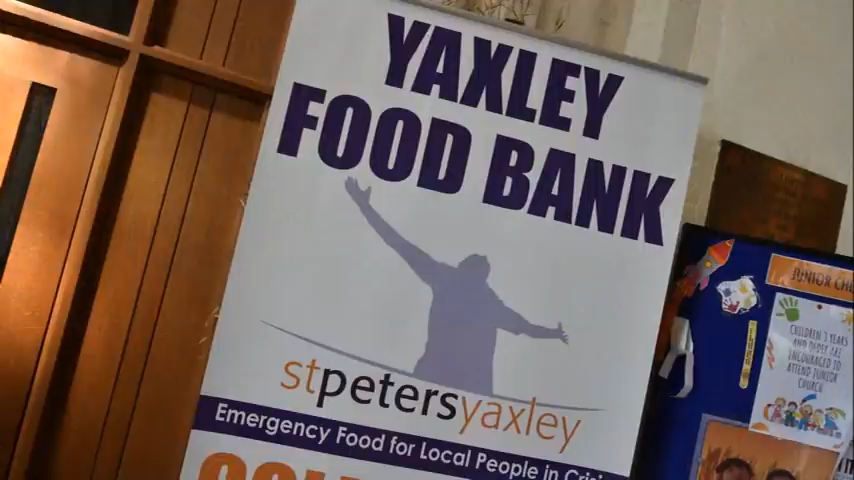 YAXLEY
FOOD BANK
stpetersyaxley
Emergency Food for Local People in Cris
JUNIOR CH
CHILDREN 3 YEARS
AND OVER ARE
ENCOURAGED TO
ATTEND JUNIOR
CHURCH